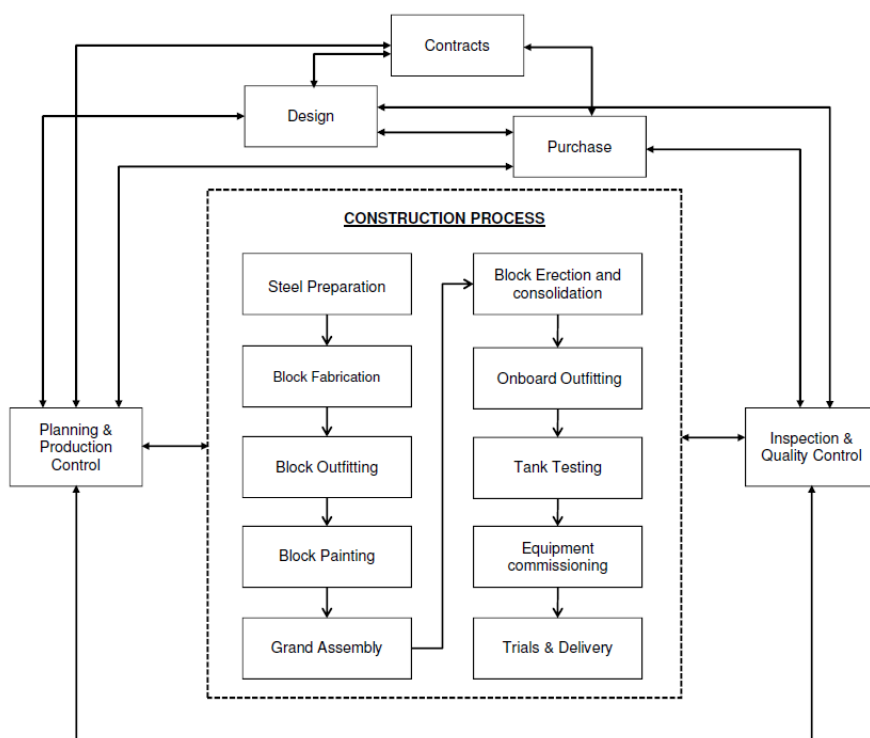 Contracts
Design
Purchase
CONSTRUCTION PROCESS
Steel Preparation
Block Fabrication
Block Outfitting
Block Painting
Grand Assembly
Block Erection and
consolidation
Onboard Outfitting
Tank Testing
Equipment
commissioning
Trials & Delivery
Planning &
Production
Control
Inspection &
Quality Control